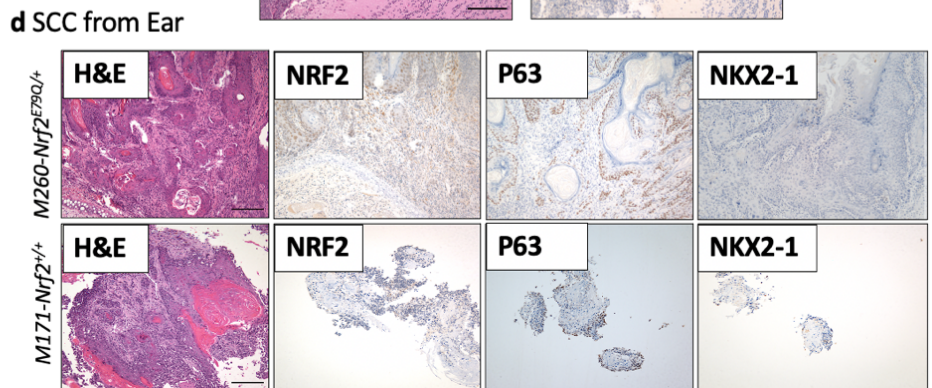 d SCC from Ear
M260-Nrf2E79Q/+
H&E
NRF2
P63
NKX2-1
M171-Nrf2+/+
H&E
NRF2
P63
NKX2-1